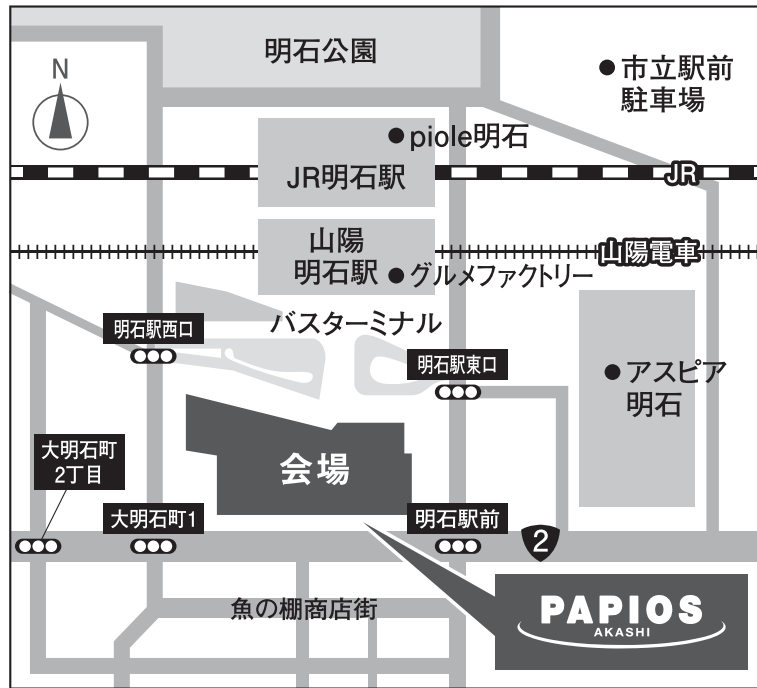 明石公園
N
市立駅前
駐車場
piole明石
JR明石駅
JR
山陽
明石駅
山陽電車
グルメファクトリー
バスターミナル
明石駅西口
明石駅東口
アスピア
明石
会場
大明石町
2丁目
大明石町1
明石駅前
2
魚の棚商店街
PAPIOS
AKASHI